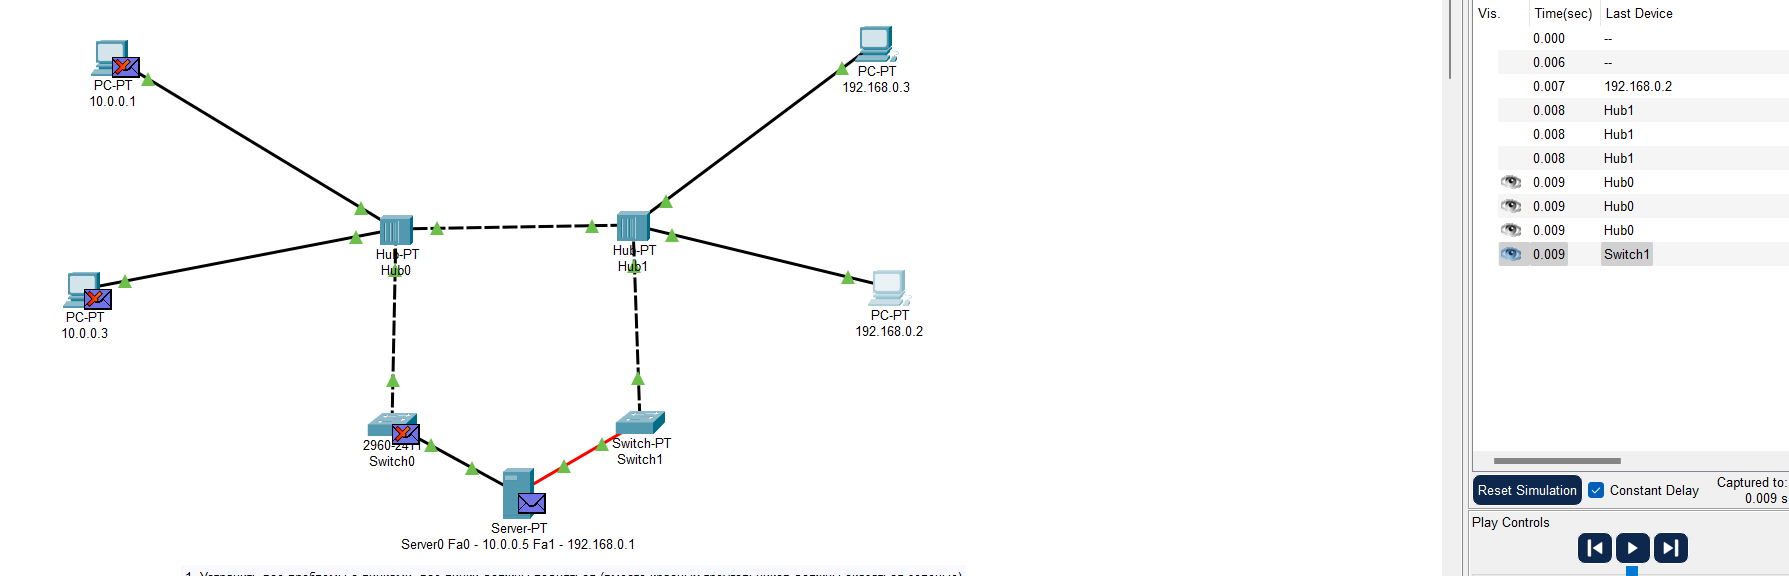 PC-PT
10.0.0.1
PC-PT
192.168.0.3
Hub-PT
Hub0
Hub-PT
Hub1
PC-PT
10.0.0.3
PC-PT
192.168.0.2
Switch0
Switch-PT
Switch1
Server-PT
Server0 Fa0 - 10.0.0.5 Fa1 - 192.168.0.1
Vis. Time(sec) Last Device
0.000 --
0.006 --
0.007 192.168.0.2
0.008 Hub1
0.008 Hub1
0.008 Hub1
0.009 Hub0
0.009 Hub0
0.009 Hub0
0.009 Switch1
Reset Simulation Constant Delay Captured to:
0.009 s
Play Controls